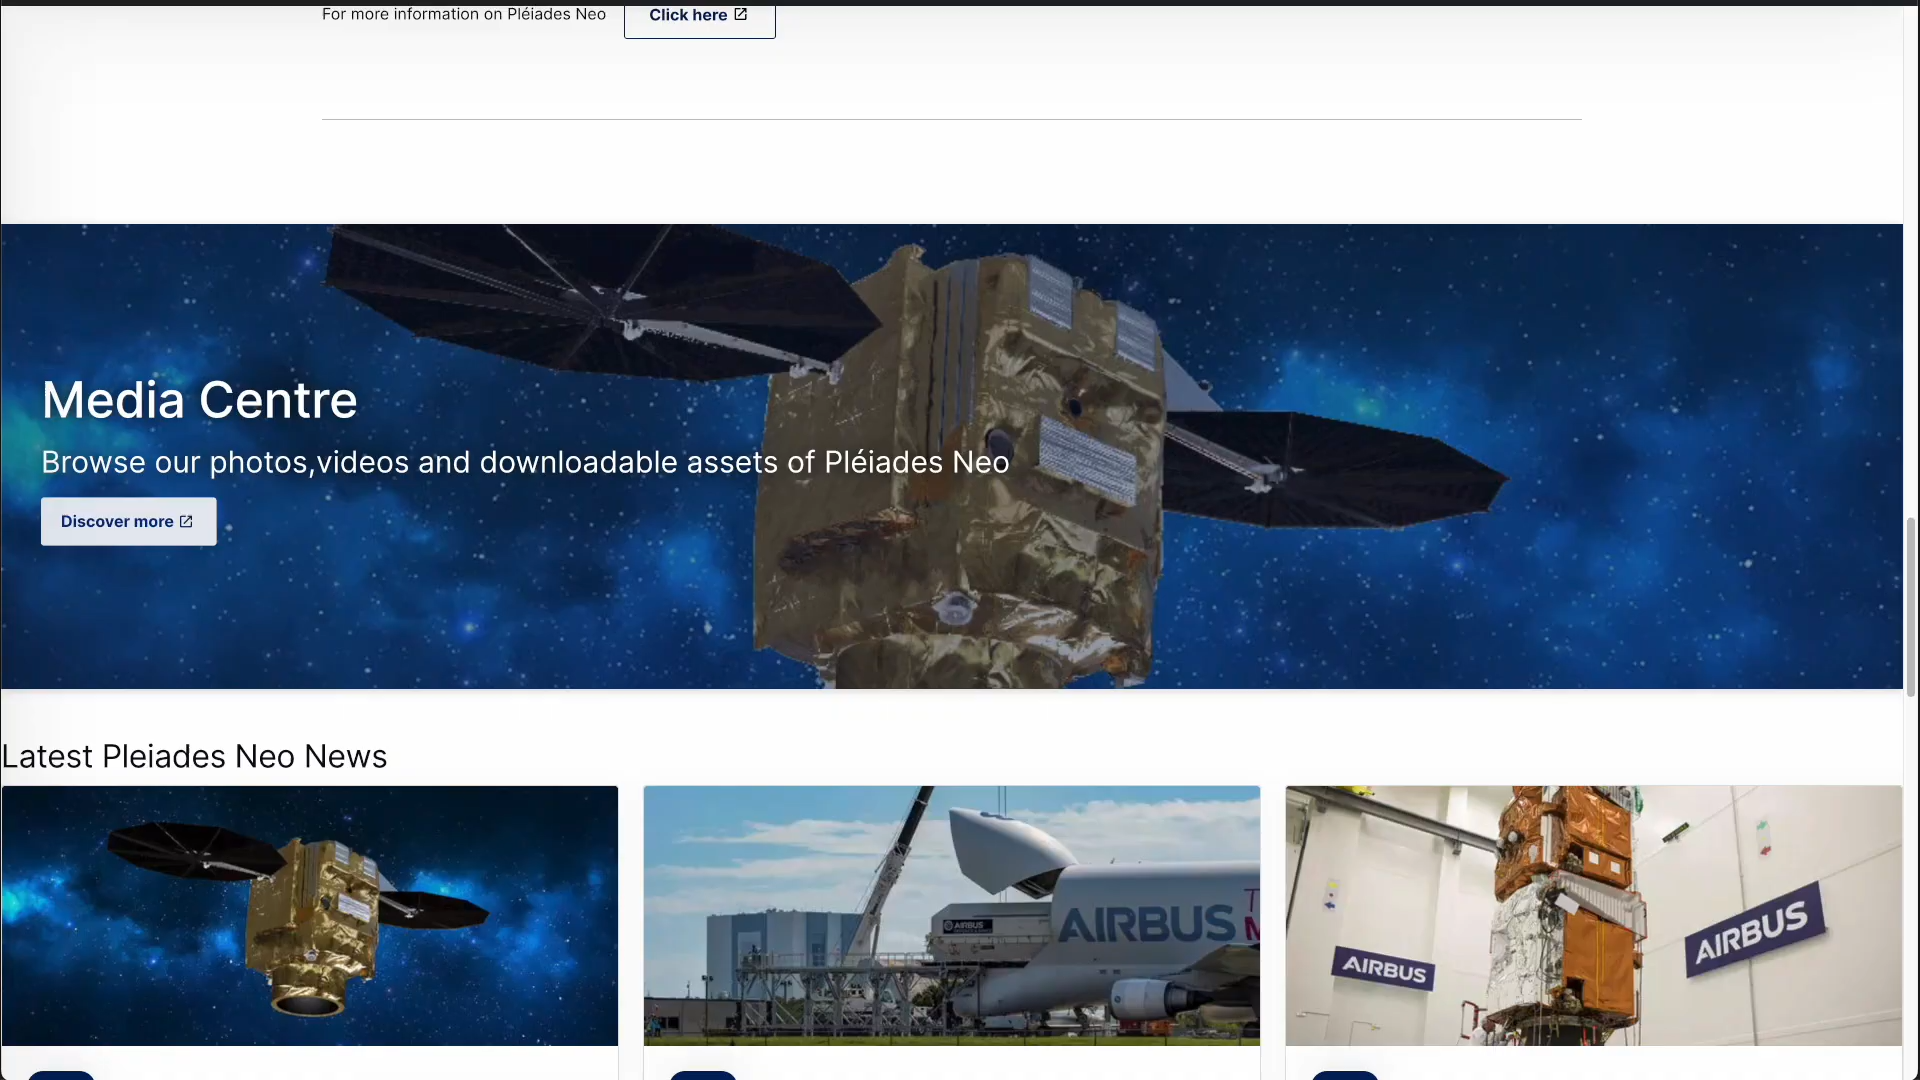 For more information on Pléiades Neo
Click here
Media Centre
Browse our photos,videos and downloadable assets of Pléiades Neo
Discover more
Latest Pleiades Neo News
AIRBUS
AIRBUS
AIRBUS
AIRBUS